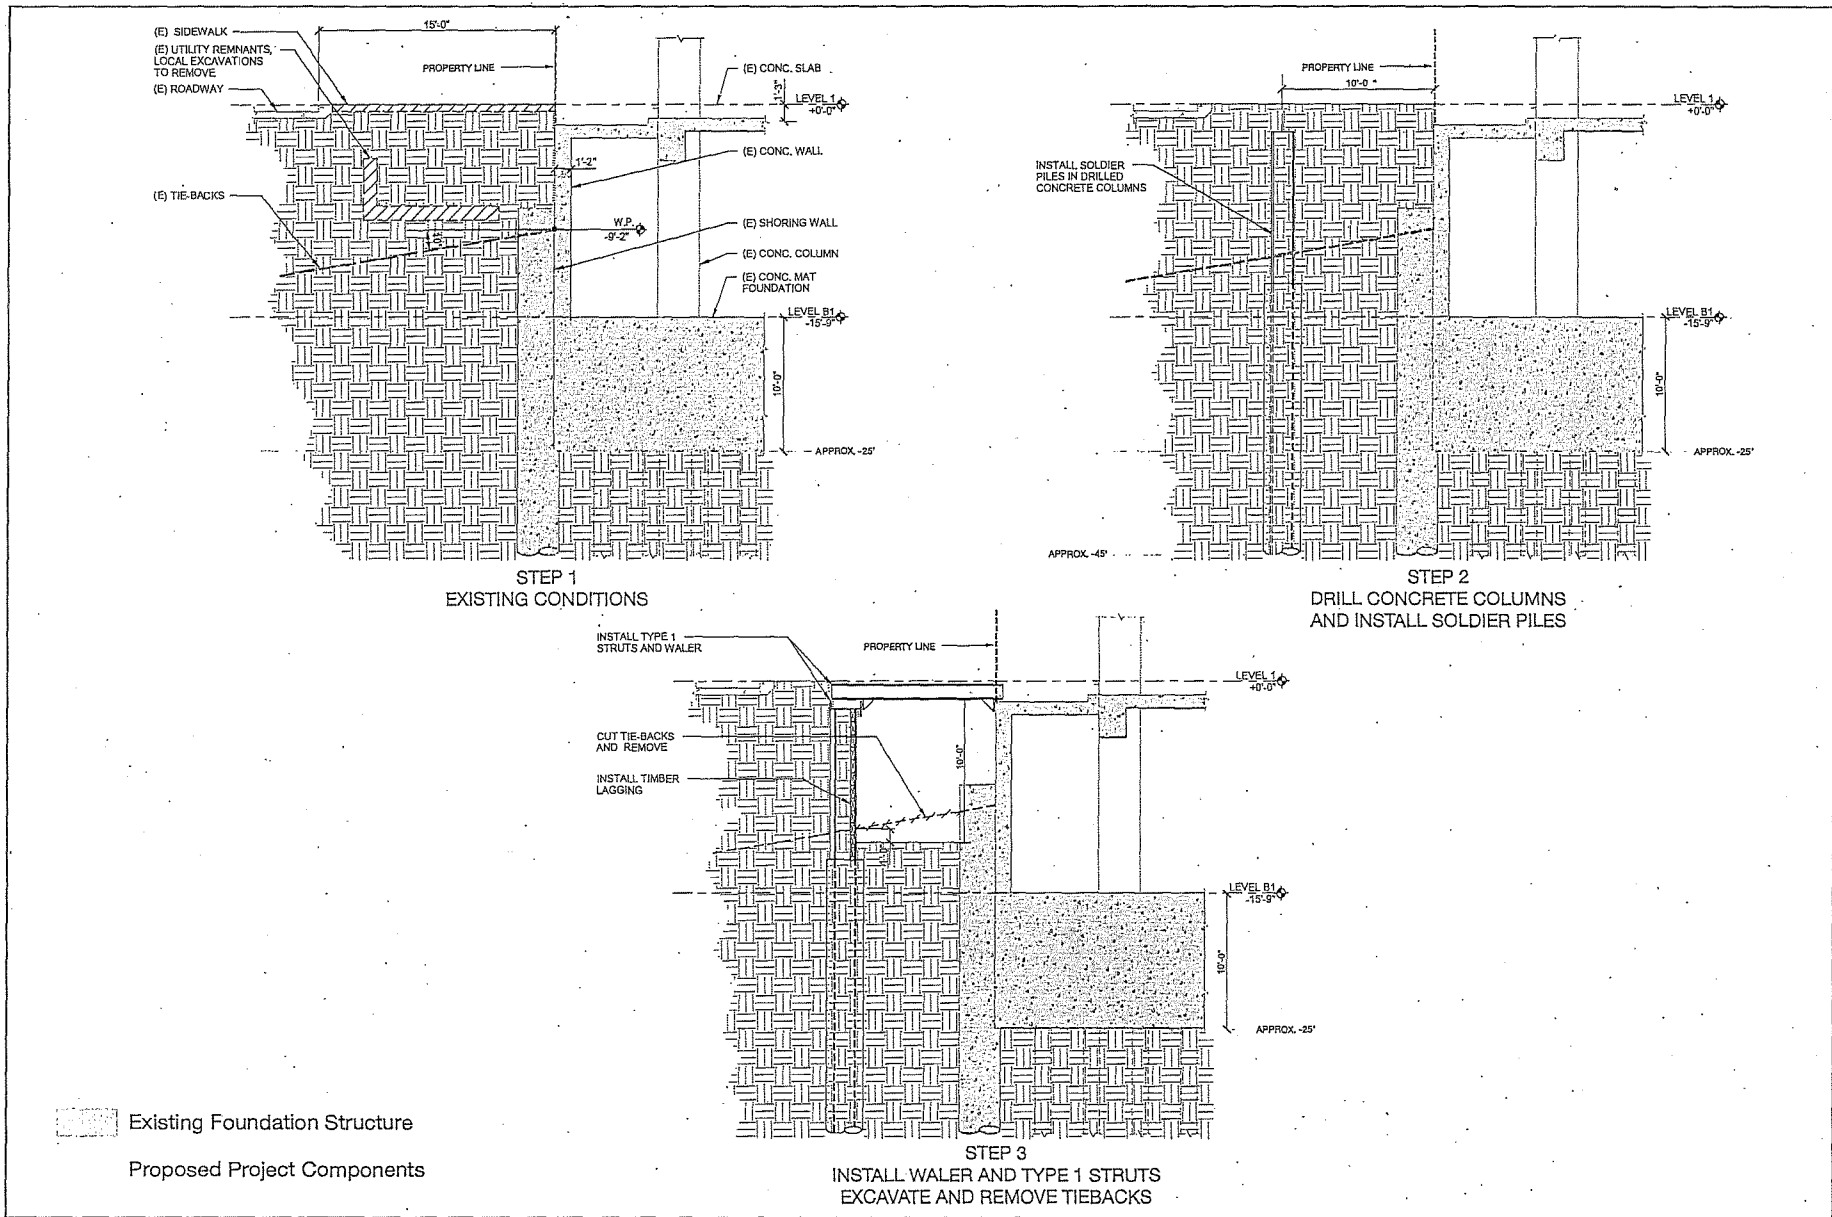 15'-0"
(E) SIDEWALK
(E) UTILITY REMNANTS,
LOCAL EXCAVATIONS
TO REMOVE
(E) ROADWAY
PROPERTY LINE
(E) CONC. SLAB
1'-3"
LEVEL 1
+0'-0"
(E) CONC. WALL
1'-2"
(E) TIE-BACKS
W.P.
-9'-2"
(E) SHORING WALL
(E) CONC. COLUMN
(E) CONC. MAT
FOUNDATION
LEVEL B1
-15'-9"
10'-0"
APPROX. -25'
STEP 1
EXISTING CONDITIONS
PROPERTY LINE
10'-0"
LEVEL 1
+0'-0"
INSTALL SOLDIER
PILES IN DRILLED
CONCRETE COLUMNS
LEVEL B1
-15'-9"
10'-0"
APPROX. -25'
APPROX. -45'
STEP 2
DRILL CONCRETE COLUMNS
AND INSTALL SOLDIER PILES
INSTALL TYPE 1
STRUTS AND WALER
PROPERTY LINE
LEVEL 1
+0'-0"
CUT TIE-BACKS
AND REMOVE
10'-0"
INSTALL TIMBER
LAGGING
LEVEL B1
-15'-9"
10'-0"
APPROX. -25'
STEP 3
INSTALL WALER AND TYPE 1 STRUTS
EXCAVATE AND REMOVE TIEBACKS
Existing Foundation Structure
Proposed Project Components